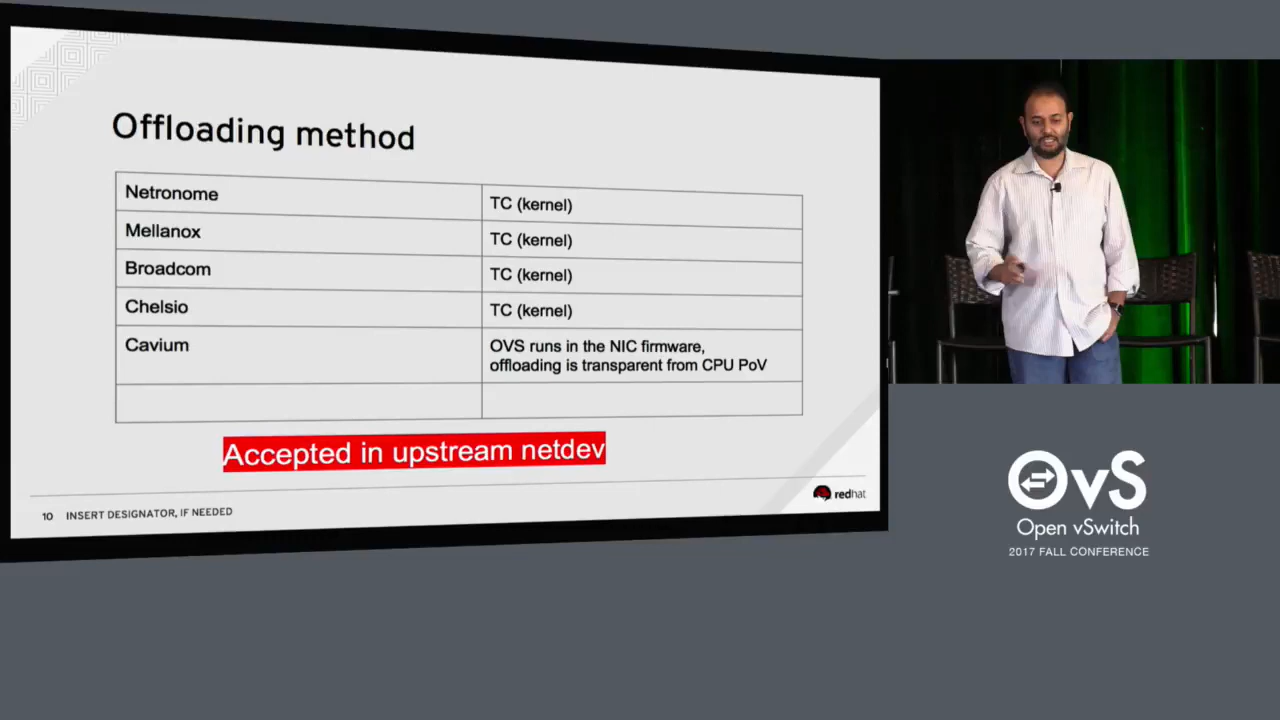 Offloading method
Netronome
TC (kernel)
Mellanox
TC (kernel)
Broadcom
TC (kernel)
Chelsio
TC (kernel)
Cavium
OVS runs in the NIC firmware,
offloading is transparent from CPU PoV
Accepted in upstream netdev
redhat
10 INSERT DESIGNATOR, IF NEEDED
OvS
Open vSwitch
2017 FALL CONFERENCE